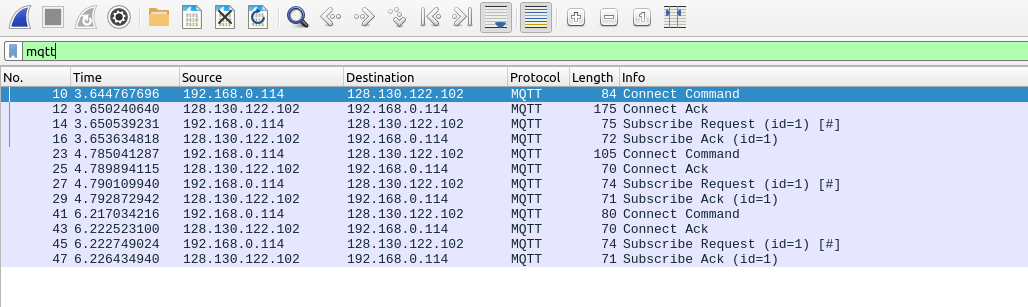 mqtt
No. Time Source Destination Protocol Length Info
10 3.644767696 192.168.0.114 128.130.122.102 MQTT 84 Connect Command
12 3.650240640 128.130.122.102 192.168.0.114 MQTT 175 Connect Ack
14 3.650539231 192.168.0.114 128.130.122.102 MQTT 75 Subscribe Request (id=1) [#]
16 3.653634818 128.130.122.102 192.168.0.114 MQTT 72 Subscribe Ack (id=1)
23 4.785041287 192.168.0.114 128.130.122.102 MQTT 105 Connect Command
25 4.789894115 128.130.122.102 192.168.0.114 MQTT 70 Connect Ack
27 4.790109940 192.168.0.114 128.130.122.102 MQTT 74 Subscribe Request (id=1) [#]
29 4.792872942 128.130.122.102 192.168.0.114 MQTT 71 Subscribe Ack (id=1)
41 6.217034216 192.168.0.114 128.130.122.102 MQTT 80 Connect Command
43 6.222523100 128.130.122.102 192.168.0.114 MQTT 70 Connect Ack
45 6.222749024 192.168.0.114 128.130.122.102 MQTT 74 Subscribe Request (id=1) [#]
47 6.226434940 128.130.122.102 192.168.0.114 MQTT 71 Subscribe Ack (id=1)